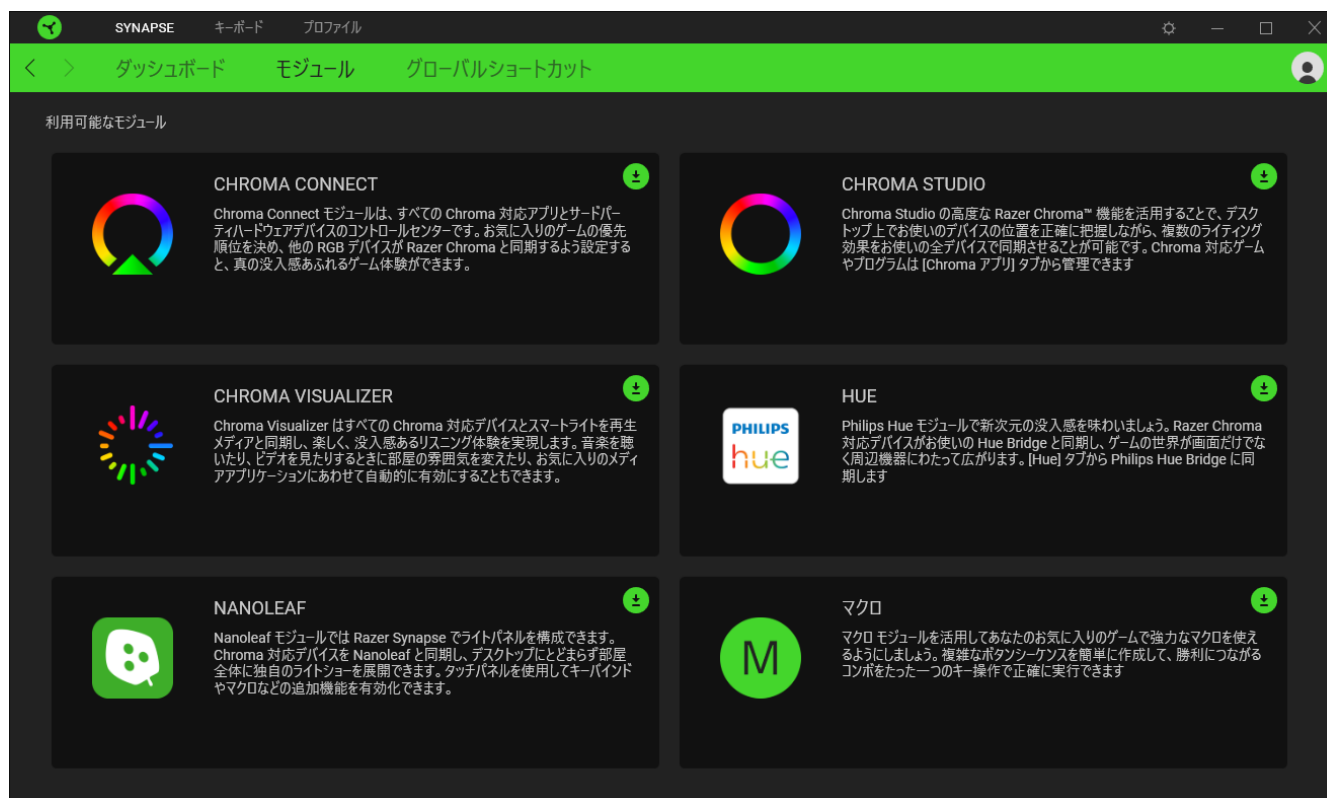 SYNAPSE キーボード プロファイル
ダッシュボード モジュール グローバルショートカット
利用可能なモジュール
CHROMA CONNECT
Chroma Connect モジュールは、すべての Chroma 対応アプリとサードパー
ティハードウェアデバイスのコントロールセンターです。お気に入りのゲームの優先
順位を決め、他の RGB デバイスが Razer Chroma と同期するよう設定する
と、真の没入感あふれるゲーム体験ができます。
CHROMA STUDIO
Chroma Studio の高度な Razer Chroma™ 機能を活用することで、デスク
トップ上でお使いのデバイスの位置を正確に把握しながら、複数のライティング
効果をお使いの全デバイスで同期させることが可能です。Chroma 対応ゲーム
やプログラムは [Chroma アプリ] タブから管理できます
CHROMA VISUALIZER
Chroma Visualizer はすべての Chroma 対応デバイスとスマートライトを再生
メディアと同期し、楽しく、没入感あるリスニング体験を実現します。音楽を聴
いたり、ビデオを見たりするときに部屋の雰囲気を変えたり、お気に入りのメディ
アアプリケーションにあわせて自動的に有効にすることもできます。
PHILIPS
hue
HUE
Philips Hue モジュールで新次元の没入感を味わいましょう。Razer Chroma
対応デバイスがお使いの Hue Bridge と同期し、ゲームの世界が画面だけでな
く周辺機器にわたって広がります。[Hue] タブから Philips Hue Bridge に同
期します
NANOLEAF
Nanoleaf モジュールでは Razer Synapse でライトパネルを構成できます。
Chroma 対応デバイスを Nanoleaf と同期し、デスクトップにとどまらず部屋
全体に独自のライトショーを展開できます。タッチパネルを使用してキーバインド
やマクロなどの追加機能を有効化できます。
M
マクロ
マクロ モジュールを活用してあなたのお気に入りのゲームで強力なマクロを使え
るようにしましょう。複雑なボタンシーケンスを簡単に作成して、勝利につながる
コンボをたった一つのキー操作で正確に実行できます